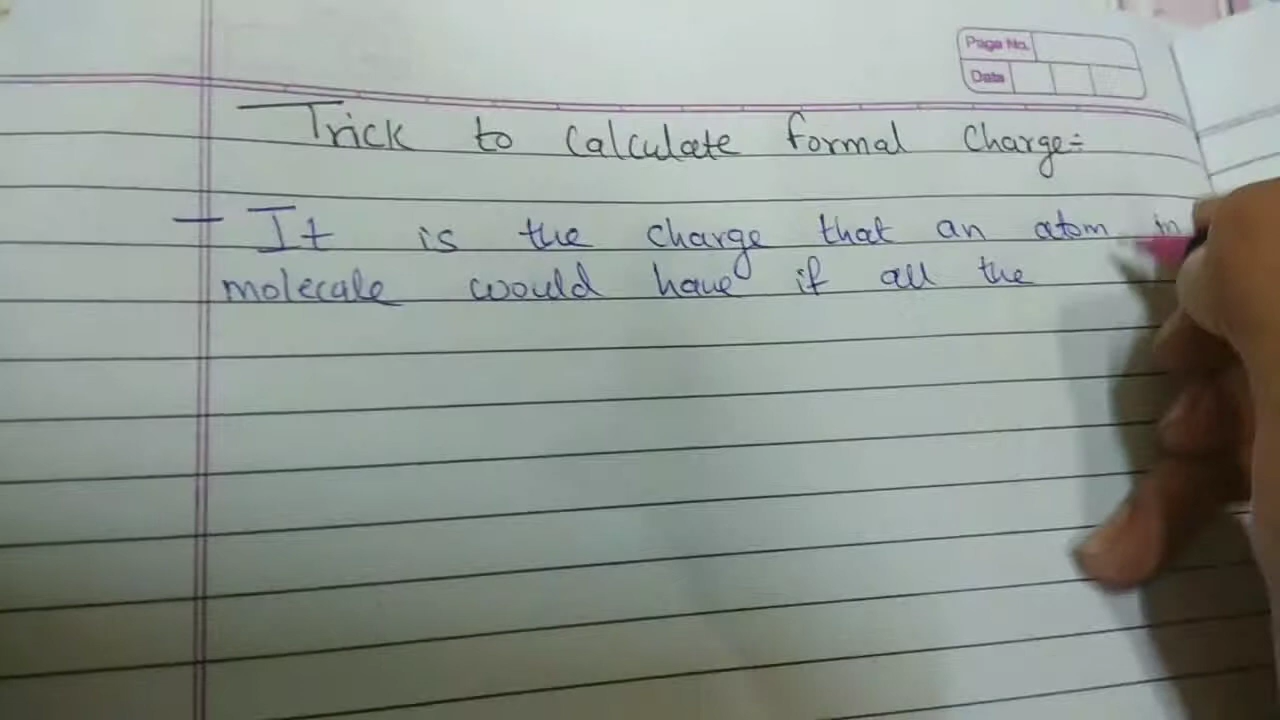 Page No.
Date
Trick to calculate formal charge:-
- It is the charge that an atom in
molecule would have if all the